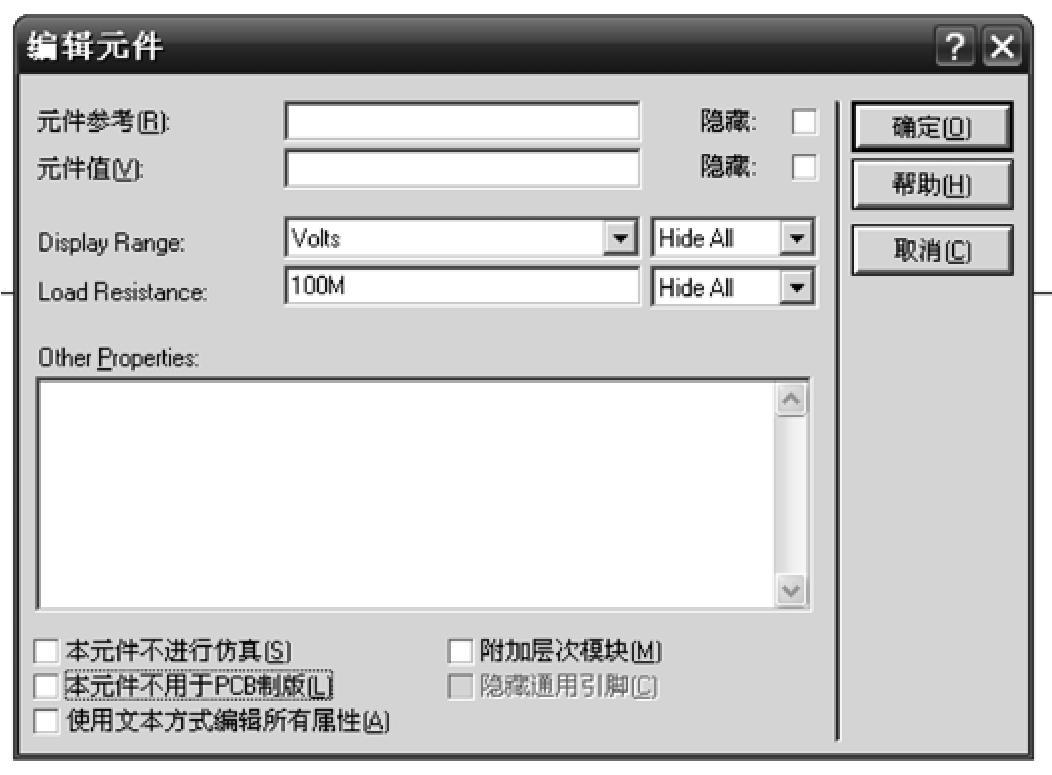 编辑元件
元件参考(R): 隐藏: 确定(O)
元件值(V): 隐藏: 帮助(H)
Display Range: Volts Hide All 取消(C)
Load Resistance: 100M Hide All
Other Properties:
本元件不进行仿真(S) 附加层次模块(M)
本元件不用于PCB制版(L) 隐藏通用引脚(C)
使用文本方式编辑所有属性(A)